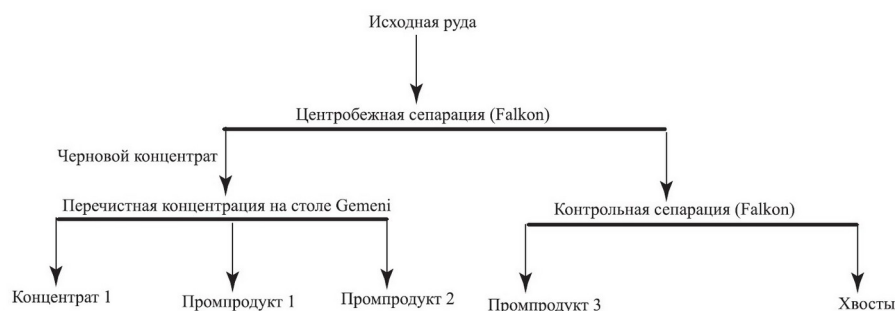 Исходная руда
Центробежная сепарация (Falkon)
Черновой концентрат
Перечистная концентрация на столе Gemeni
Контрольная сепарация (Falkon)
Концентрат 1
Промпродукт 1
Промпродукт 2
Промпродукт 3
Хвосты